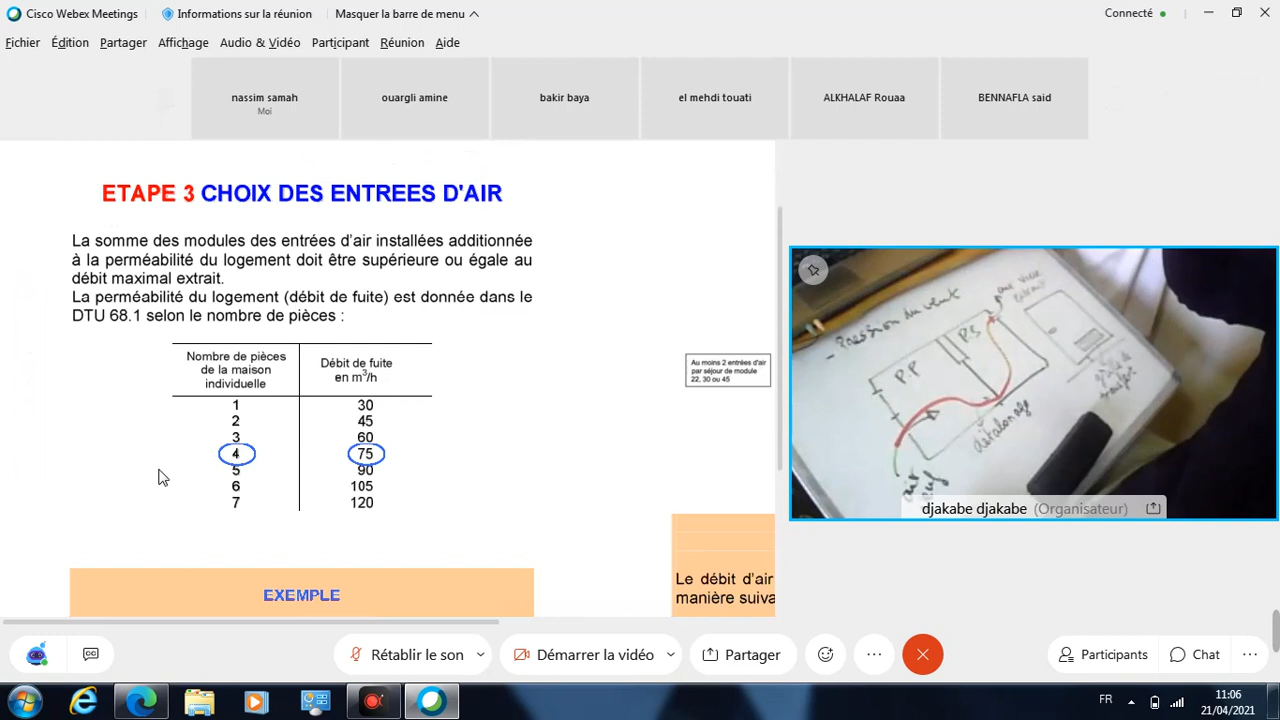 Cisco Webex Meetings
Informations sur la réunion
Masquer la barre de menu
Connecté
Fichier Édition Partager Affichage Audio & Vidéo Participant Réunion Aide
nassim samah
Moi
ouargli amine
bakir baya
el mehdi touati
ALKHALAF Rouaa
BENNAFLA said
ETAPE 3 CHOIX DES ENTREES D'AIR
La somme des modules des entrées d'air installées additionnée
à la perméabilité du logement doit être supérieure ou égale au
débit maximal extrait.
La perméabilité du logement (débit de fuite) est donnée dans le
DTU 68.1 selon le nombre de pièces :
Nombre de pièces
de la maison
individuelle
Débit de fuite
en m³/h
1 30
2 45
3 60
4 75
5 90
6 105
7 120
EXEMPLE
Au moins 2 entrées d'air
par séjour de module
22, 30 ou 45
Le débit d'air
manière suiva
- Pression du vent
PP
PS
détalonnage
djakabe djakabe (Organisateur)
Rétablir le son
Démarrer la vidéo
Partager
Participants
Chat
FR
11:06
21/04/2021